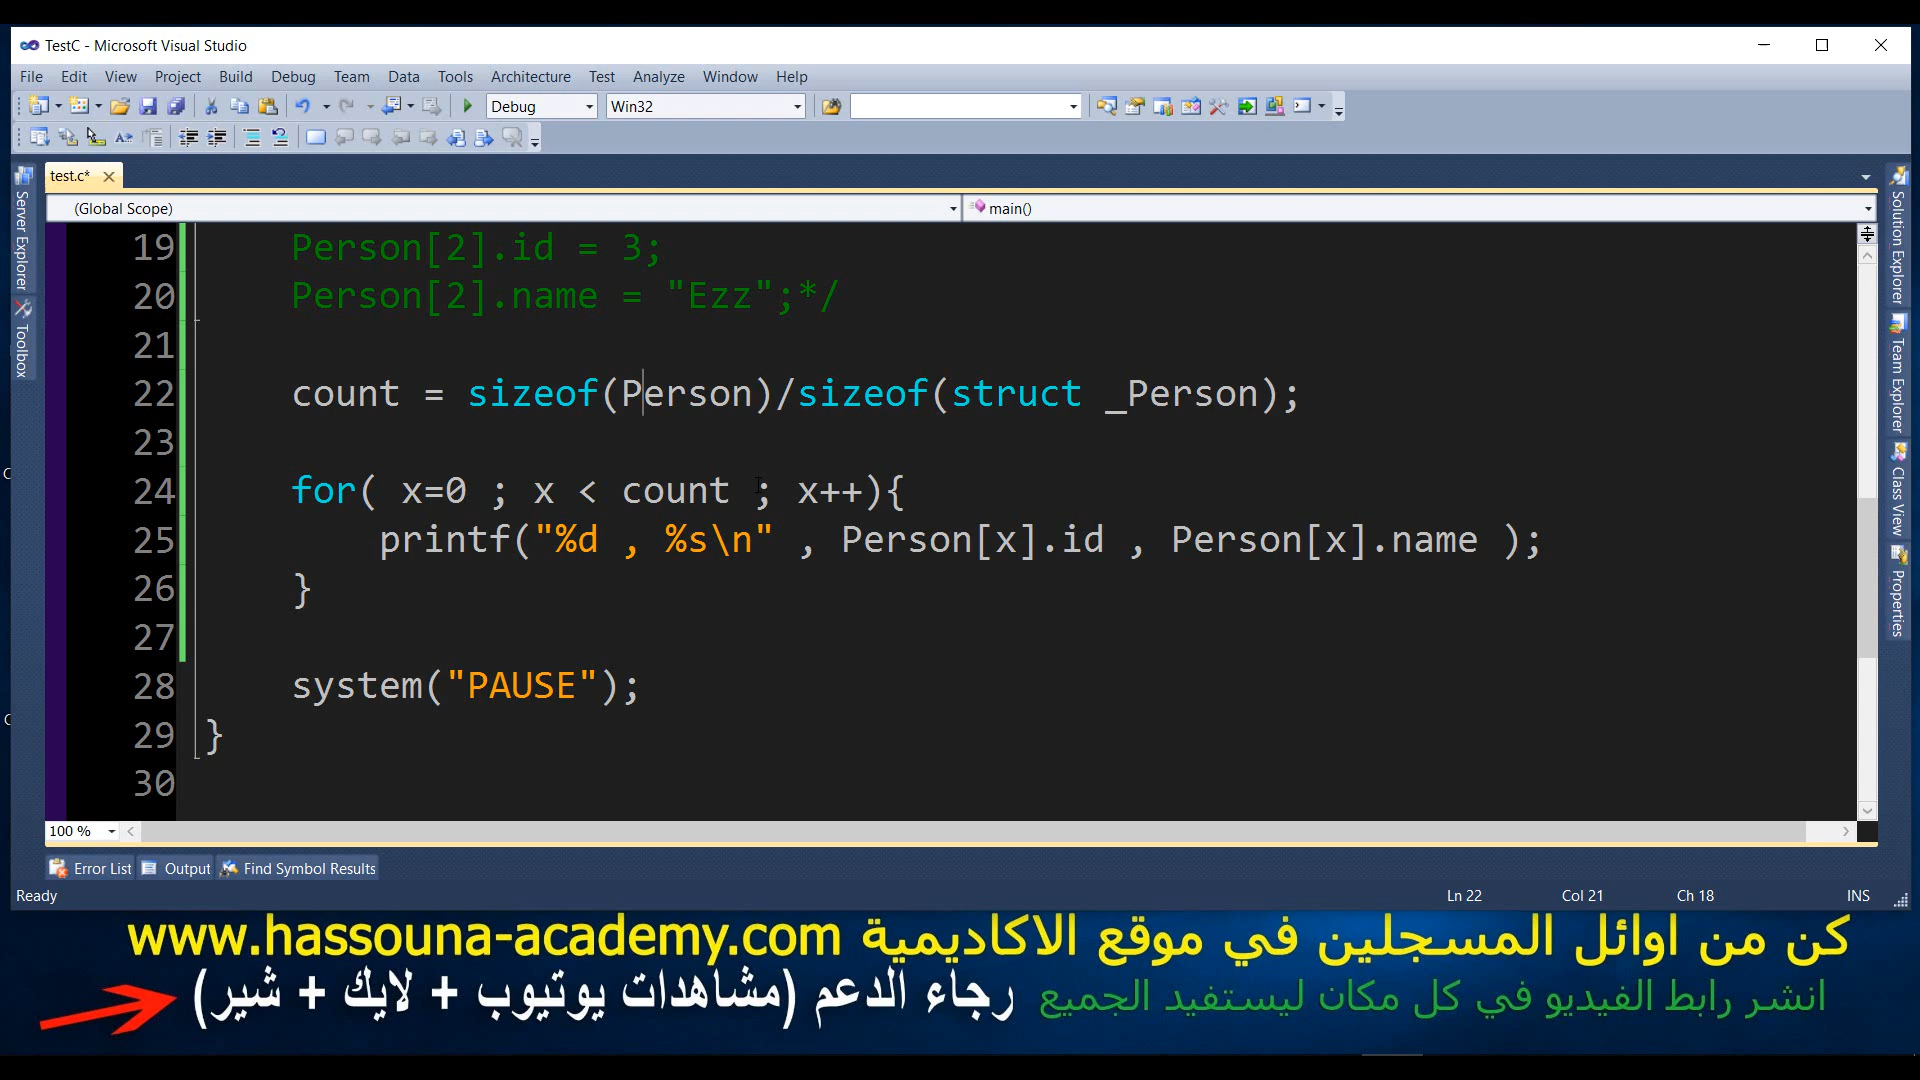 TestC - Microsoft Visual Studio
File Edit View Project Build Debug Team Data Tools Architecture Test Analyze Window Help
Debug Win32
test.c*
(Global Scope) main()
Server Explorer
Toolbox
Solution Explorer
Team Explorer
Class View
Properties
19 Person[2].id = 3;
20 Person[2].name = "Ezz";*/
21
22 count = sizeof(Person)/sizeof(struct _Person);
23
24 for( x=0 ; x < count ; x++){
25 printf("%d , %s\n" , Person[x].id , Person[x].name );
26 }
27
28 system("PAUSE");
29 }
30
100 %
Error List Output Find Symbol Results
Ready Ln 22 Col 21 Ch 18 INS
كن من اوائل المسجلين في موقع الاكاديمية www.hassouna-academy.com
انشر رابط الفيديو في كل مكان ليستفيد الجميع رجاء الدعم (مشاهدات يوتيوب + لايك + شير)